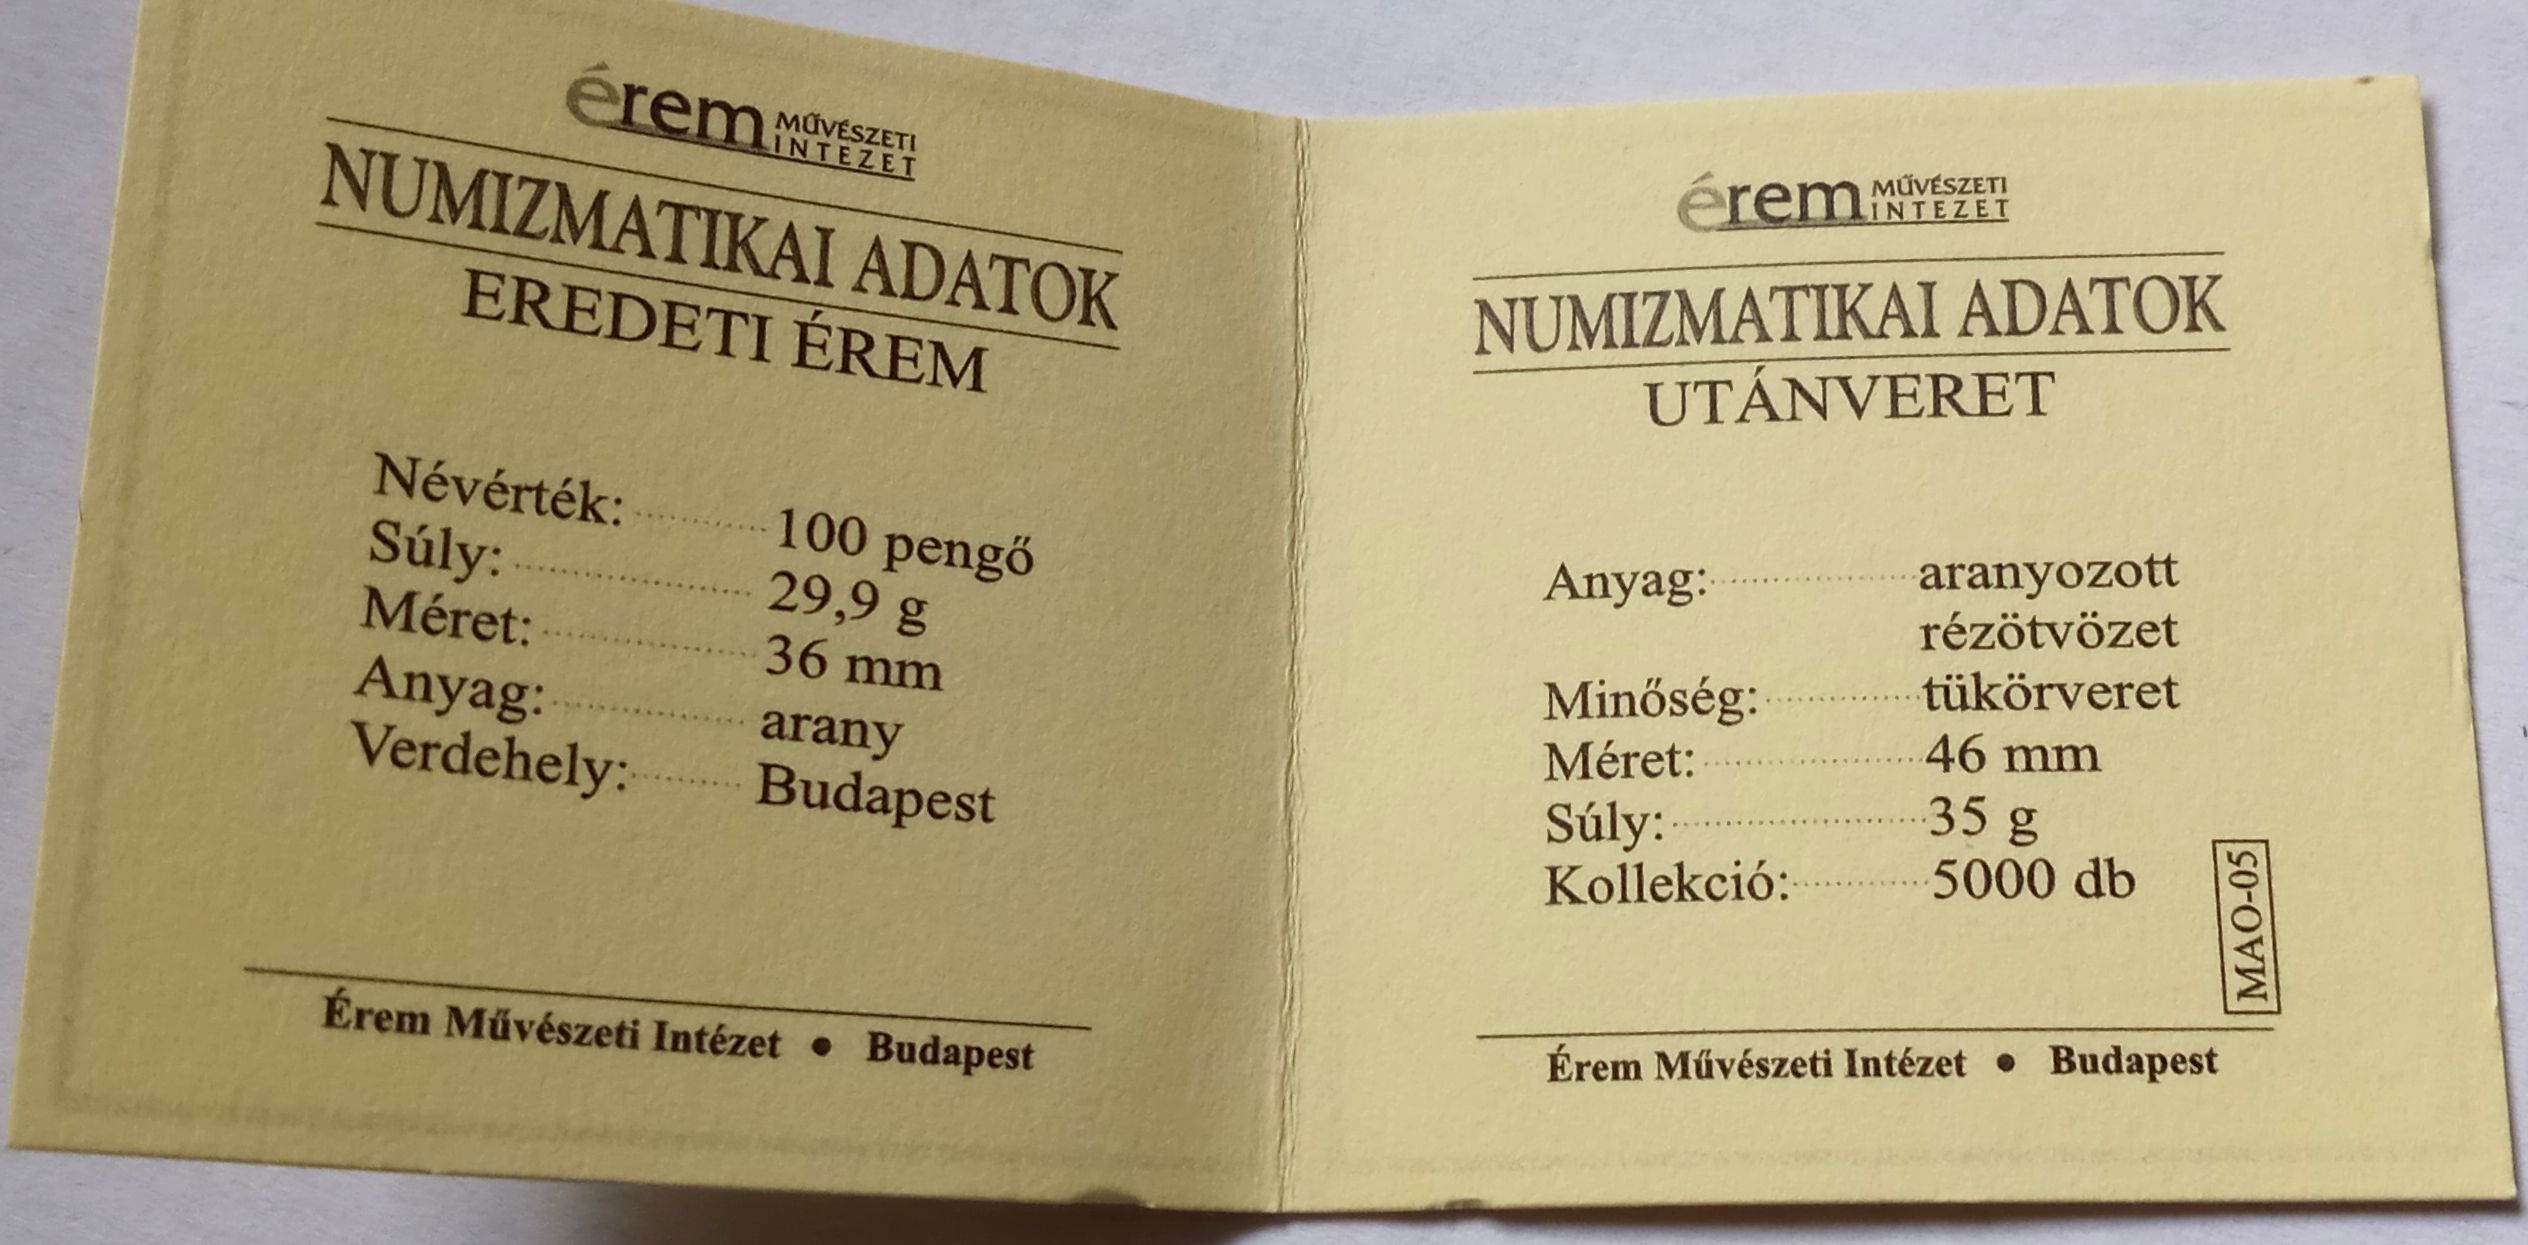 érem MŰVÉSZETI
INTÉZET
NUMIZMATIKAI ADATOK
EREDETI ÉREM
Névérték: 100 pengő
Súly: 29,9 g
Méret: 36 mm
Anyag: arany
Verdehely: Budapest
Érem Művészeti Intézet • Budapest
érem MŰVÉSZETI
INTÉZET
NUMIZMATIKAI ADATOK
UTÁNVERET
Anyag: aranyozott
rézötvözet
Minőség: tükörveret
Méret: 46 mm
Súly: 35 g
Kollekció: 5000 db
MAO-05
Érem Művészeti Intézet • Budapest